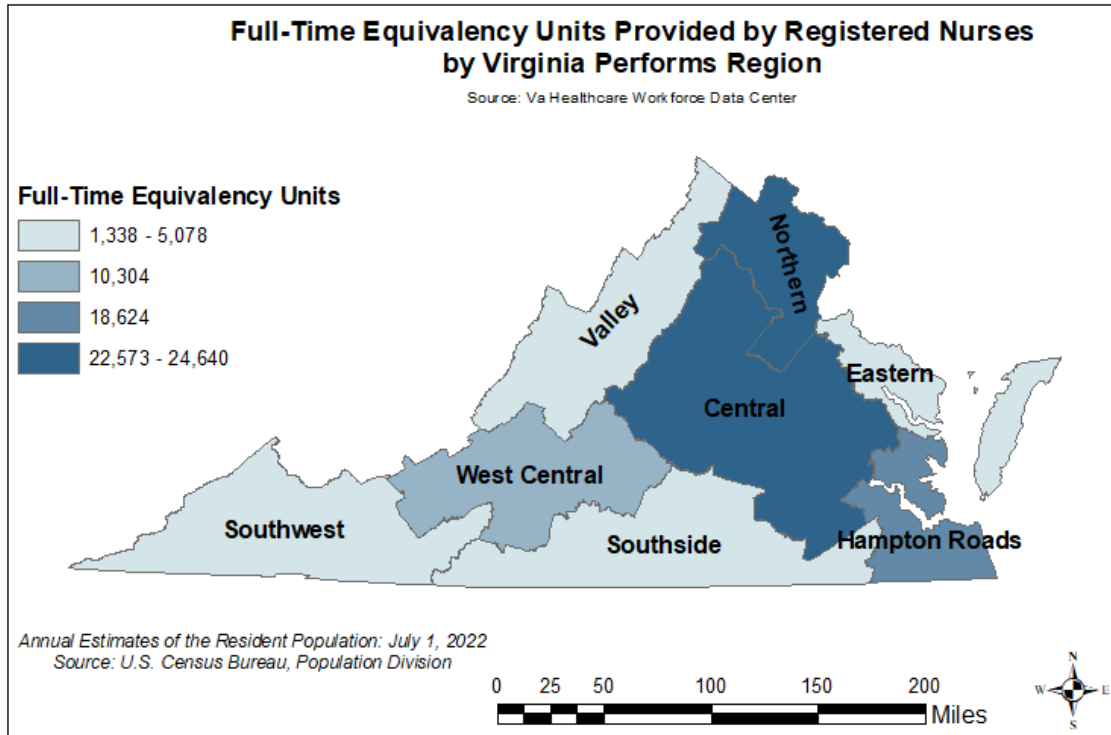 Full-Time Equivalency Units Provided by Registered Nurses
by Virginia Performs Region
Source: Va Healthcare Workforce Data Center
Full-Time Equivalency Units
1,338 - 5,078
10,304
18,624
22,573 - 24,640
Northern
Valley
Eastern
Central
West Central
Southwest
Southside
Hampton Roads
Annual Estimates of the Resident Population: July 1, 2022
Source: U.S. Census Bureau, Population Division
0 25 50 100 150 200
Miles
N
W E
S